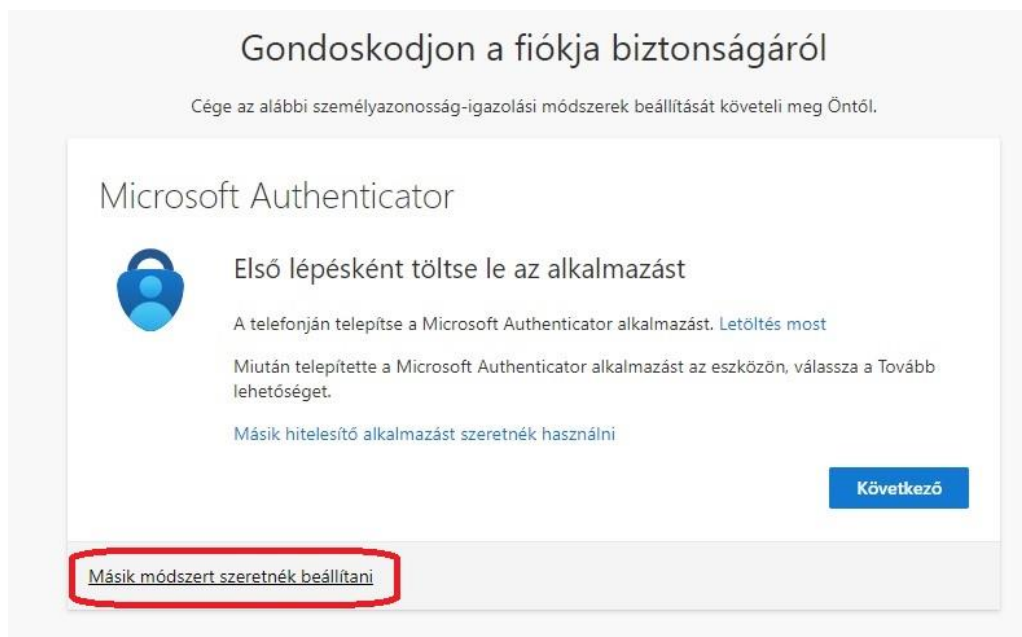 Gondoskodjon a fiókja biztonságáról
Cége az alábbi személyazonosság-igazolási módszerek beállítását követeli meg Öntől.
Microsoft Authenticator
Első lépésként töltse le az alkalmazást
A telefonján telepítse a Microsoft Authenticator alkalmazást. Letöltés most
Miután telepítette a Microsoft Authenticator alkalmazást az eszközön, válassza a Tovább
lehetőséget.
Másik hitelesítő alkalmazást szeretnék használni
Következő
Másik módszert szeretnék beállítani